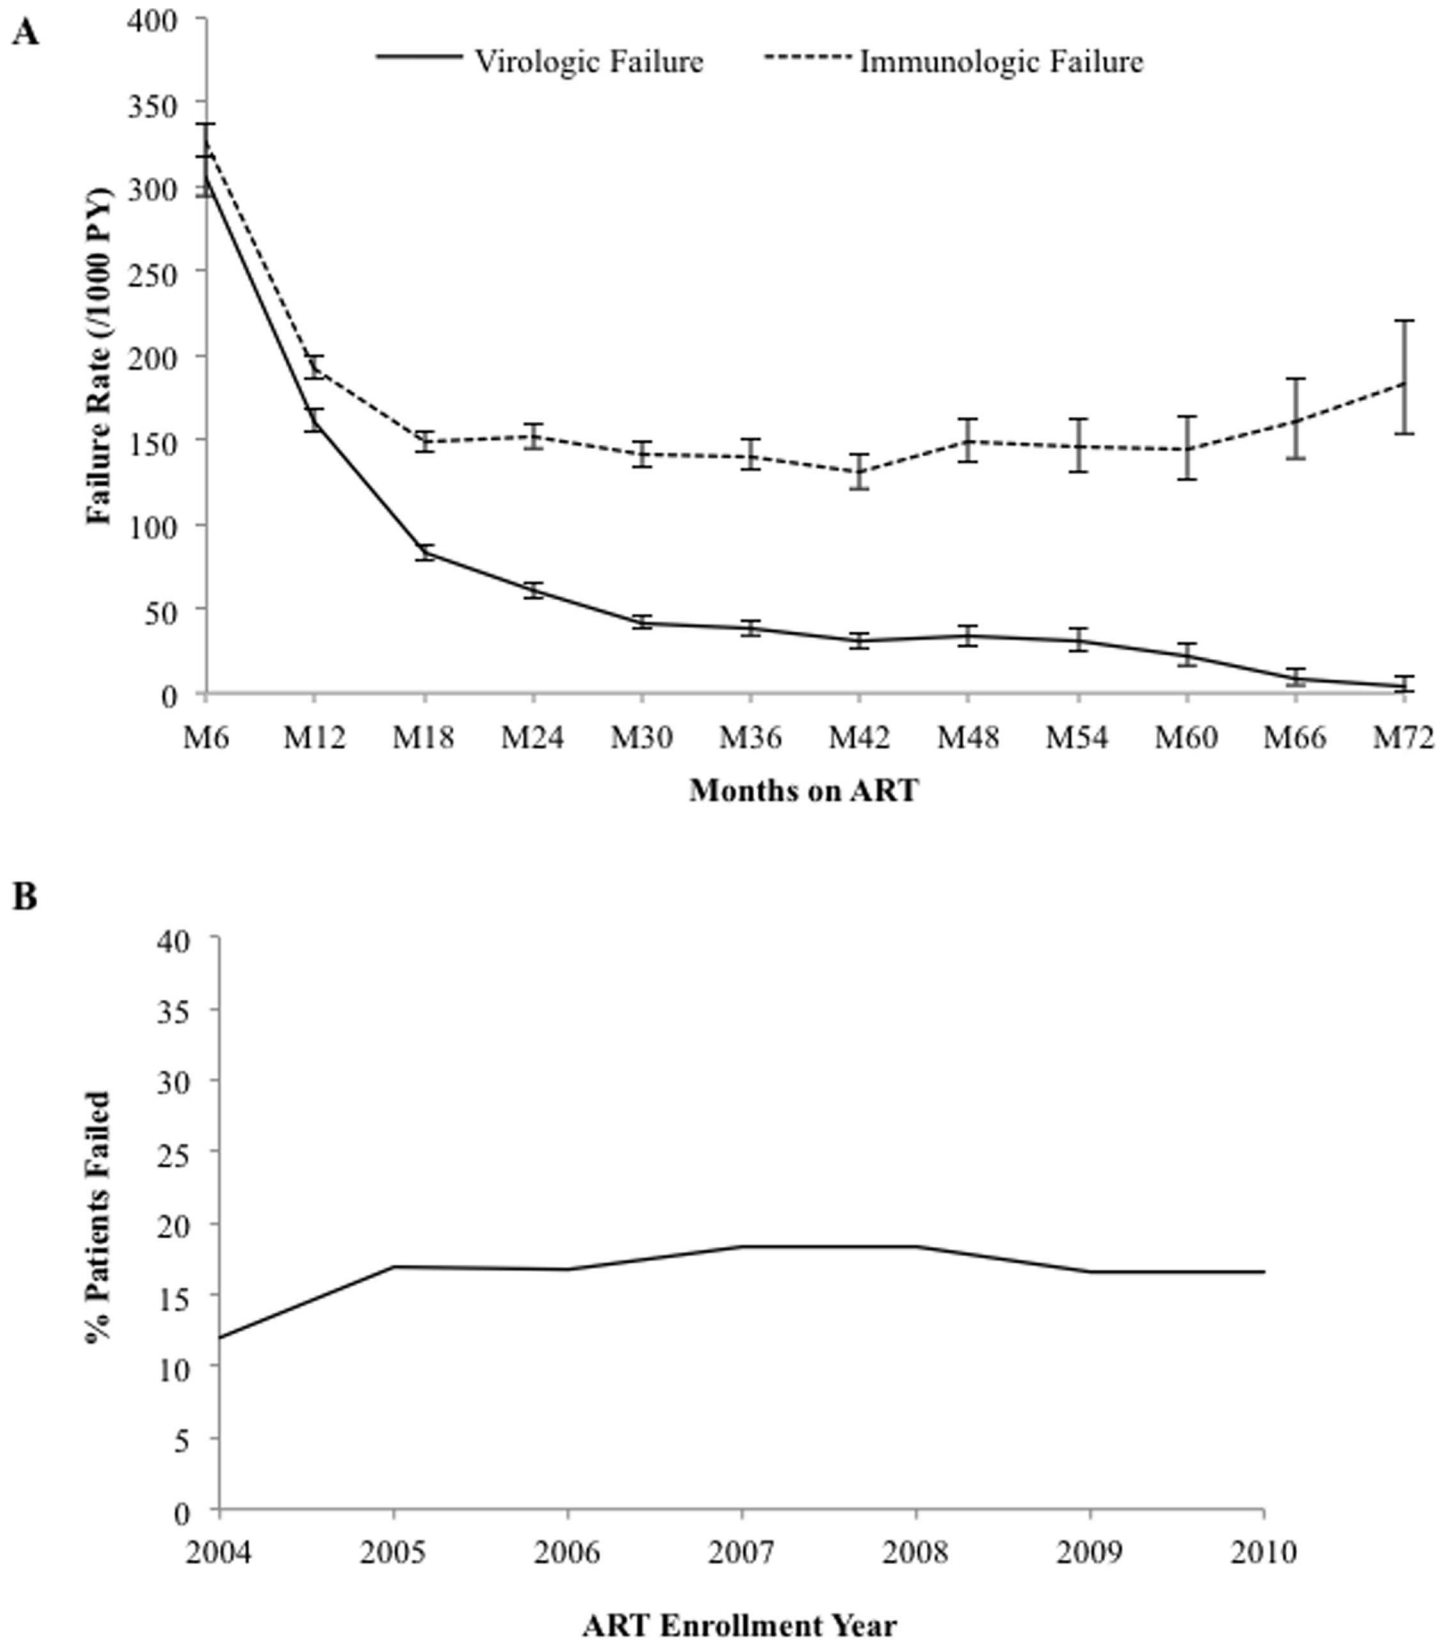 A
400
Virologic Failure Immunologic Failure
350
300
250
200
150
100
50
0
Failure Rate (/1000 PY)
M6 M12 M18 M24 M30 M36 M42 M48 M54 M60 M66 M72
Months on ART
B
40
35
30
25
20
15
10
5
0
% Patients Failed
2004 2005 2006 2007 2008 2009 2010
ART Enrollment Year